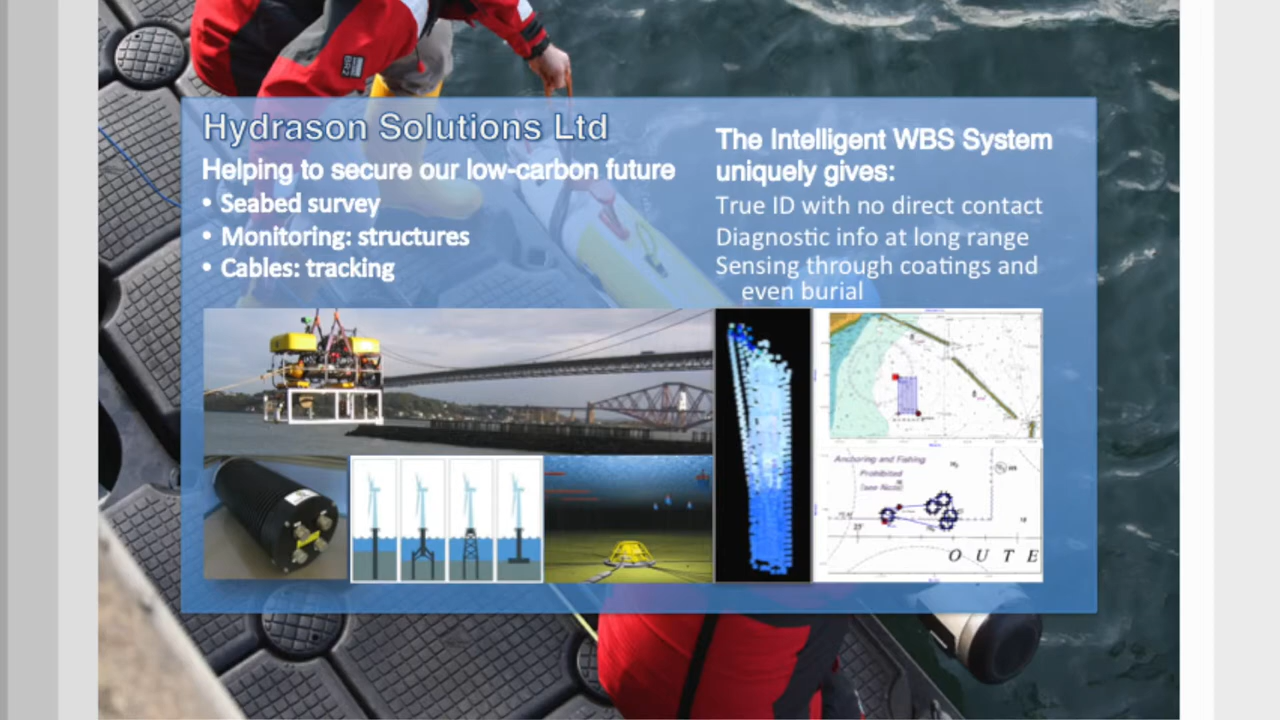 Hydrason Solutions Ltd
Helping to secure our low-carbon future
• Seabed survey
• Monitoring: structures
• Cables: tracking
The Intelligent WBS System
uniquely gives:
True ID with no direct contact
Diagnostic info at long range
Sensing through coatings and
even burial
Anchoring and Fishing
Prohibited
(see Note)
O U T E